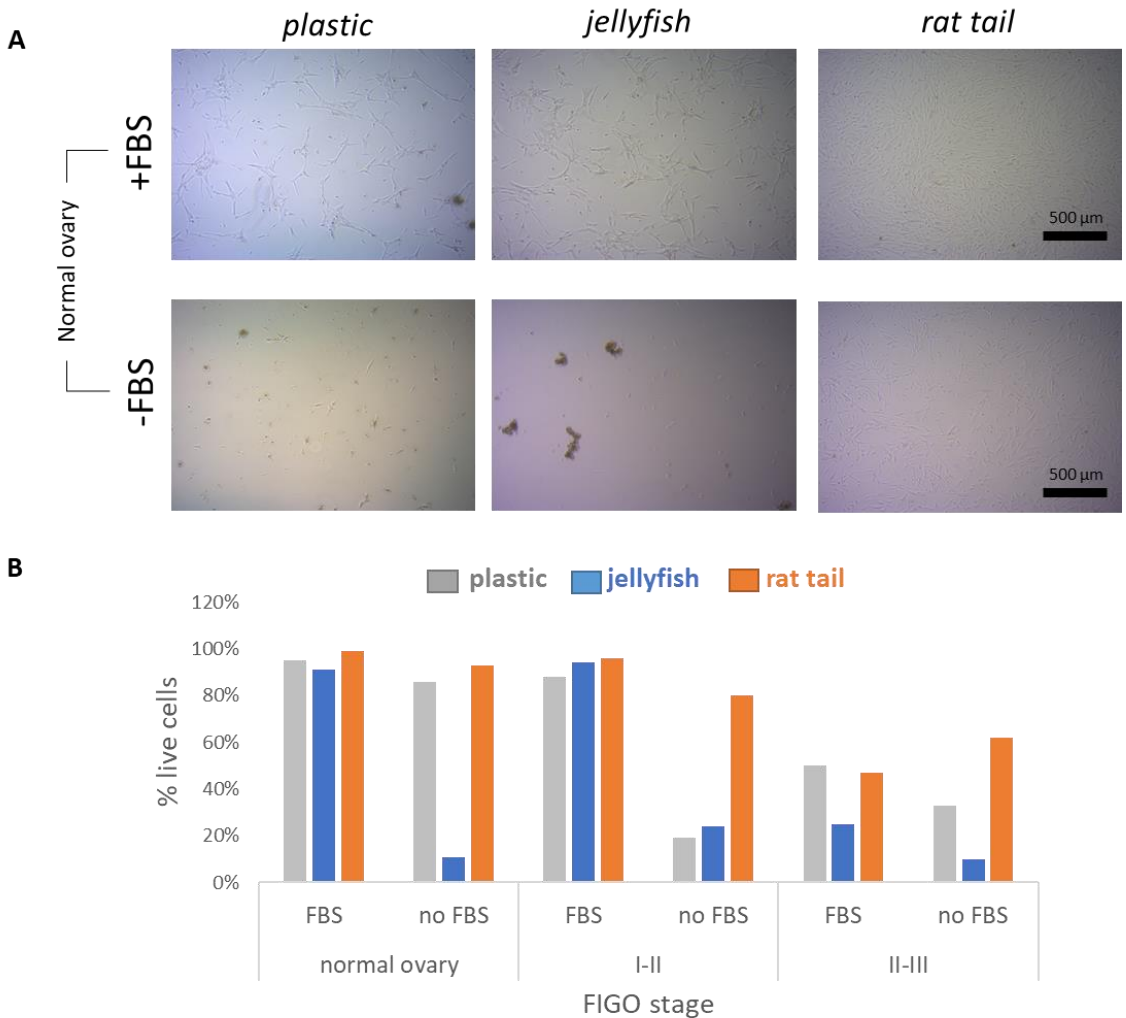 A
plastic jellyfish rat tail
Normal ovary
+FBS
500 µm
-FBS
500 µm
B
plastic jellyfish rat tail
120%
100%
80%
60%
40%
20%
0%
% live cells
FBS no FBS FBS no FBS FBS no FBS
normal ovary I-II II-III
FIGO stage